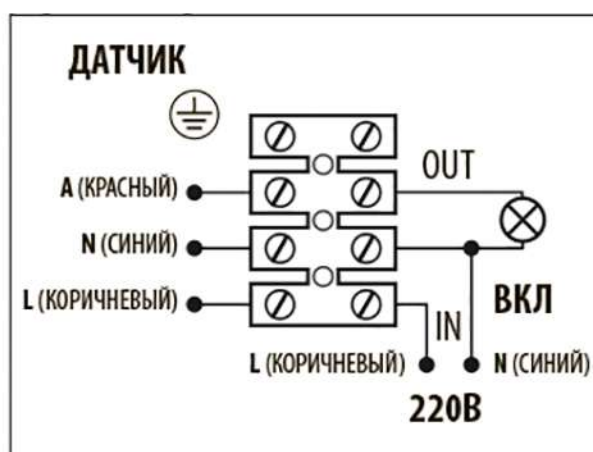 ДАТЧИК
OUT
А (КРАСНЫЙ)
N (СИНИЙ)
L (КОРИЧНЕВЫЙ)
ВКЛ
IN
L (КОРИЧНЕВЫЙ)
N (СИНИЙ)
220В